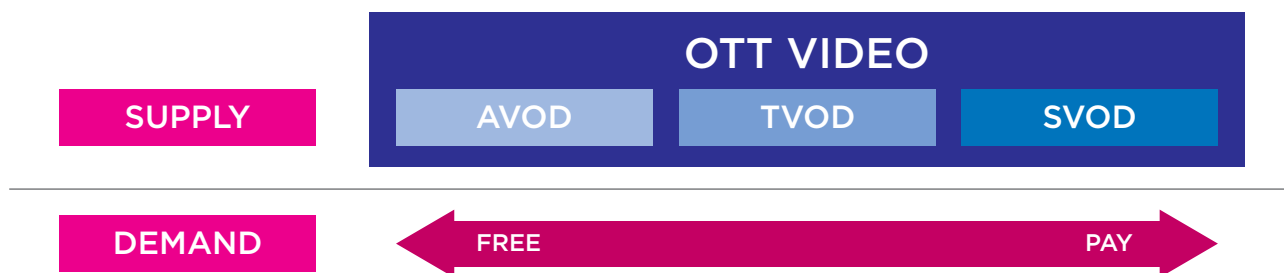 OTT VIDEO
SUPPLY AVOD TVOD SVOD
DEMAND FREE PAY